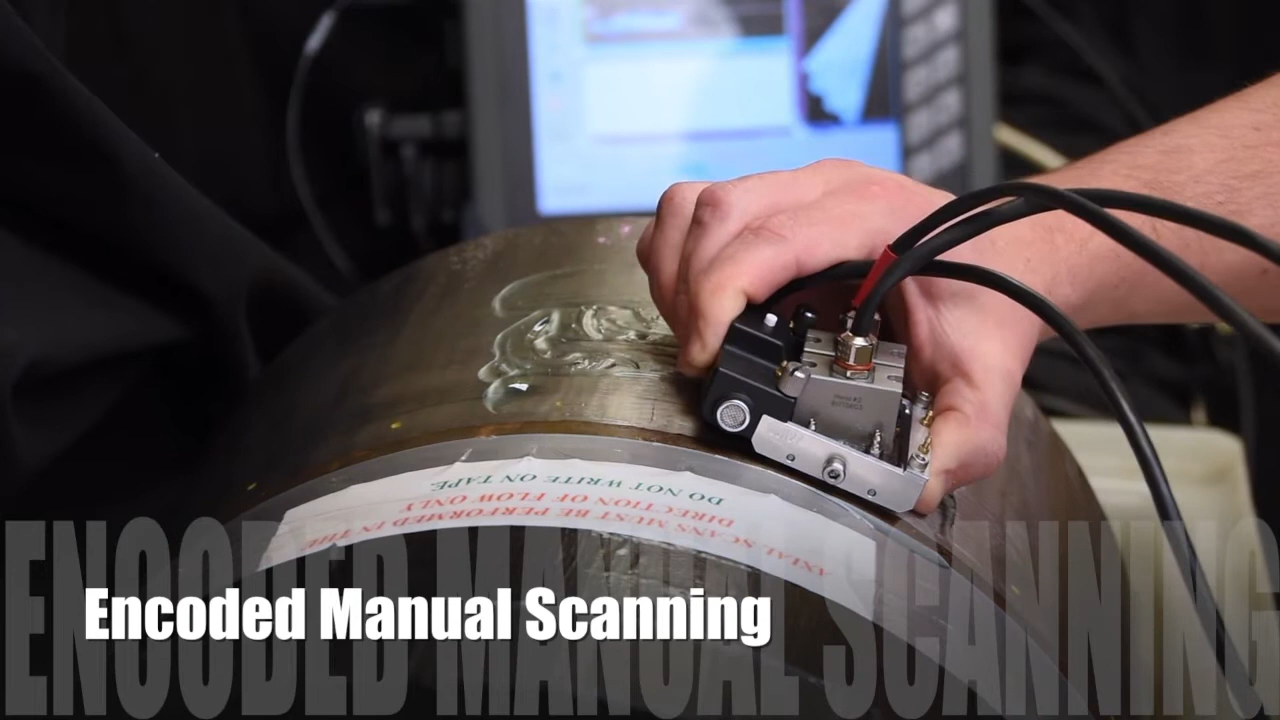 DO NOT WRITE ON TAPE
AXIAL SCANS MUST BE PERFORMED IN THE
DIRECTION OF FLOW ONLY
Encoded Manual Scanning
ENCODED MANUAL SCANNING